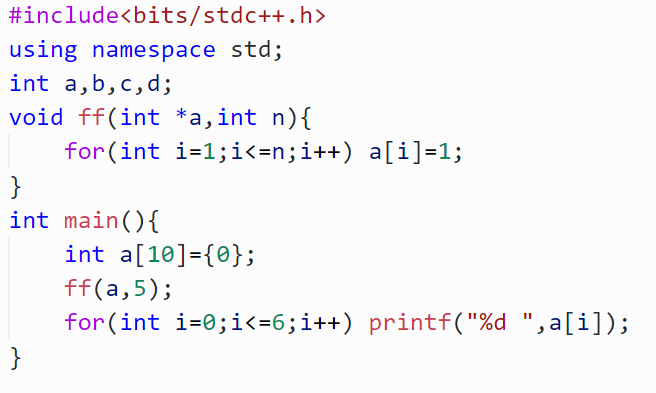 #include<bits/stdc++.h>
using namespace std;
int a,b,c,d;
void ff(int *a,int n){
    for(int i=1;i<=n;i++) a[i]=1;
}
int main(){
    int a[10]={0};
    ff(a,5);
    for(int i=0;i<=6;i++) printf("%d ",a[i]);
}